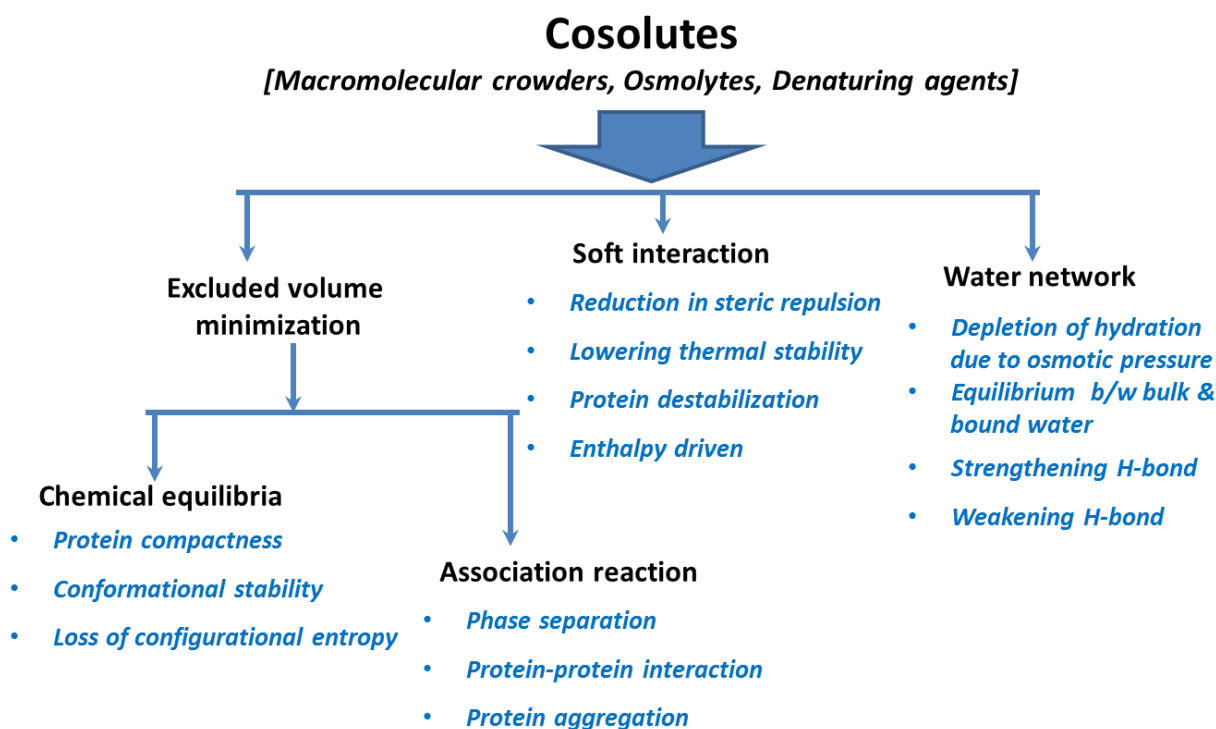 Cosolutes
[Macromolecular crowders, Osmolytes, Denaturing agents]
Excluded volume
minimization
Chemical equilibria
• Protein compactness
• Conformational stability
• Loss of configurational entropy
Association reaction
• Phase separation
• Protein-protein interaction
• Protein aggregation
Soft interaction
• Reduction in steric repulsion
• Lowering thermal stability
• Protein destabilization
• Enthalpy driven
Water network
• Depletion of hydration
due to osmotic pressure
• Equilibrium b/w bulk &
bound water
• Strengthening H-bond
• Weakening H-bond